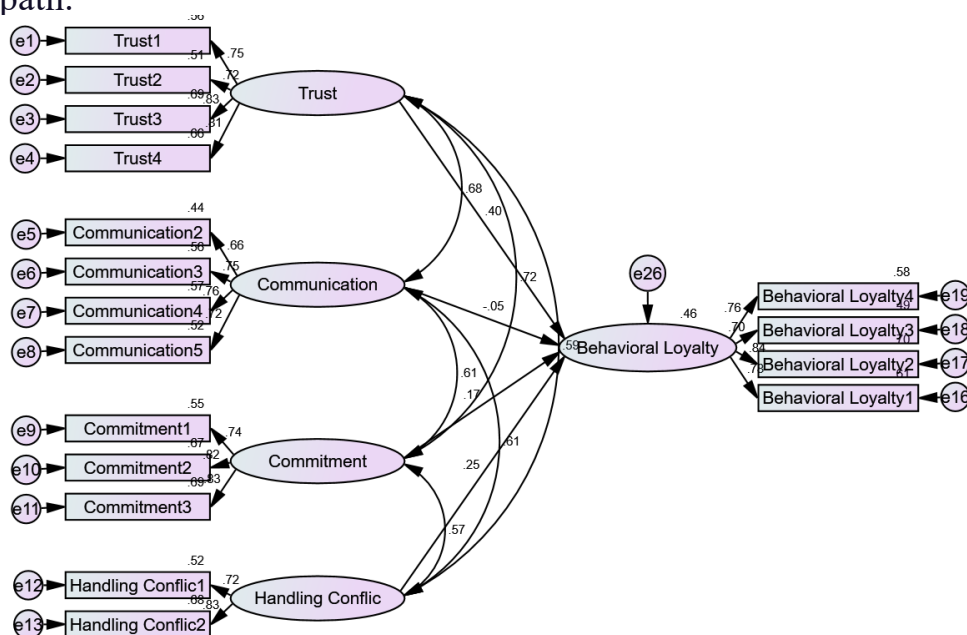 path.
.56
e1 Trust1
.75
.51
e2 Trust2
.72
.69
e3 Trust3
.83
.66
e4 Trust4
.81
Trust
.44
e5 Communication2
.66
.56
e6 Communication3
.75
.57
e7 Communication4
.76
.52
e8 Communication5
.72
Communication
.55
e9 Commitment1
.74
.67
e10 Commitment2
.82
.69
e11 Commitment3
.83
Commitment
.52
e12 Handling Conflic1
.72
.68
e13 Handling Conflic2
.83
Handling Conflic
.68
.40
.72
-.05
.61
.17
.61
.25
.57
.59
e26
.46
Behavioral Loyalty
.58
.76
Behavioral Loyalty4 e19
.49
.70
Behavioral Loyalty3 e18
.70
.84
Behavioral Loyalty2 e17
.61
Behavioral Loyalty1 e16